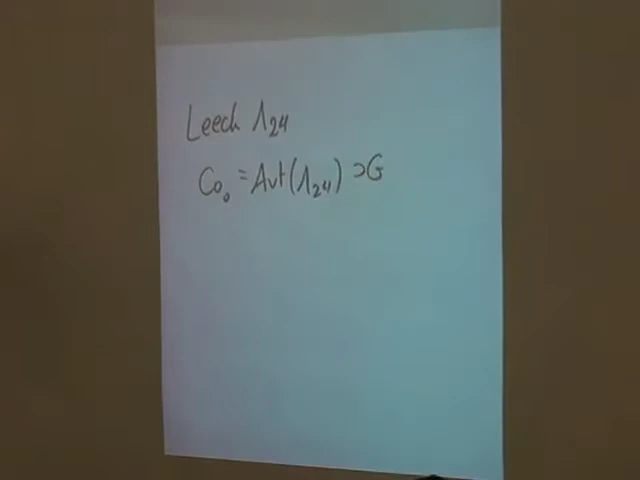 Leech Λ₂₄
Co₀ = Aut(Λ₂₄) ⊃G